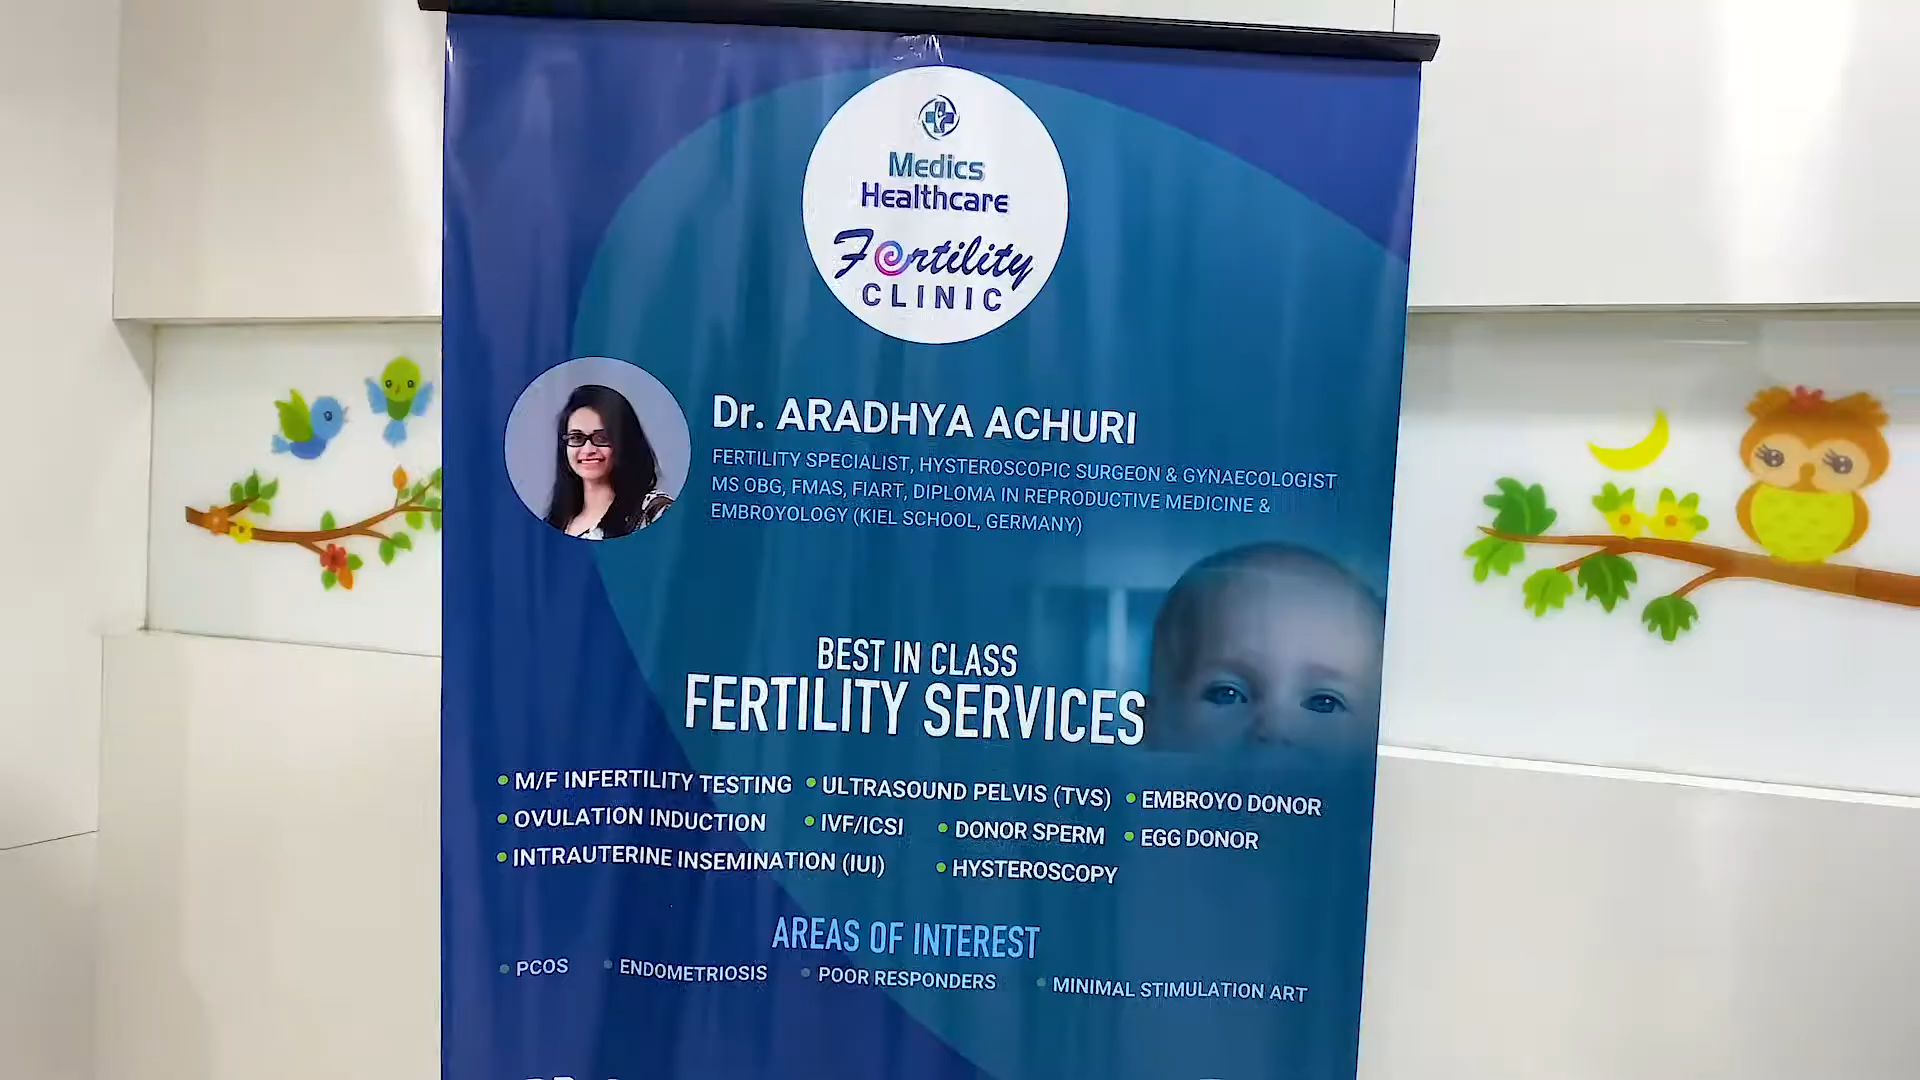 Medics
Healthcare
Fertility
CLINIC
Dr. ARADHYA ACHURI
FERTILITY SPECIALIST, HYSTEROSCOPIC SURGEON & GYNAECOLOGIST
MS OBG, FMAS, FIART, DIPLOMA IN REPRODUCTIVE MEDICINE &
EMBROYOLOGY (KIEL SCHOOL, GERMANY)
BEST IN CLASS
FERTILITY SERVICES
• M/F INFERTILITY TESTING • ULTRASOUND PELVIS (TVS) • EMBROYO DONOR
• OVULATION INDUCTION • IVF/ICSI • DONOR SPERM • EGG DONOR
• INTRAUTERINE INSEMINATION (IUI) • HYSTEROSCOPY
AREAS OF INTEREST
• PCOS • ENDOMETRIOSIS • POOR RESPONDERS • MINIMAL STIMULATION ART